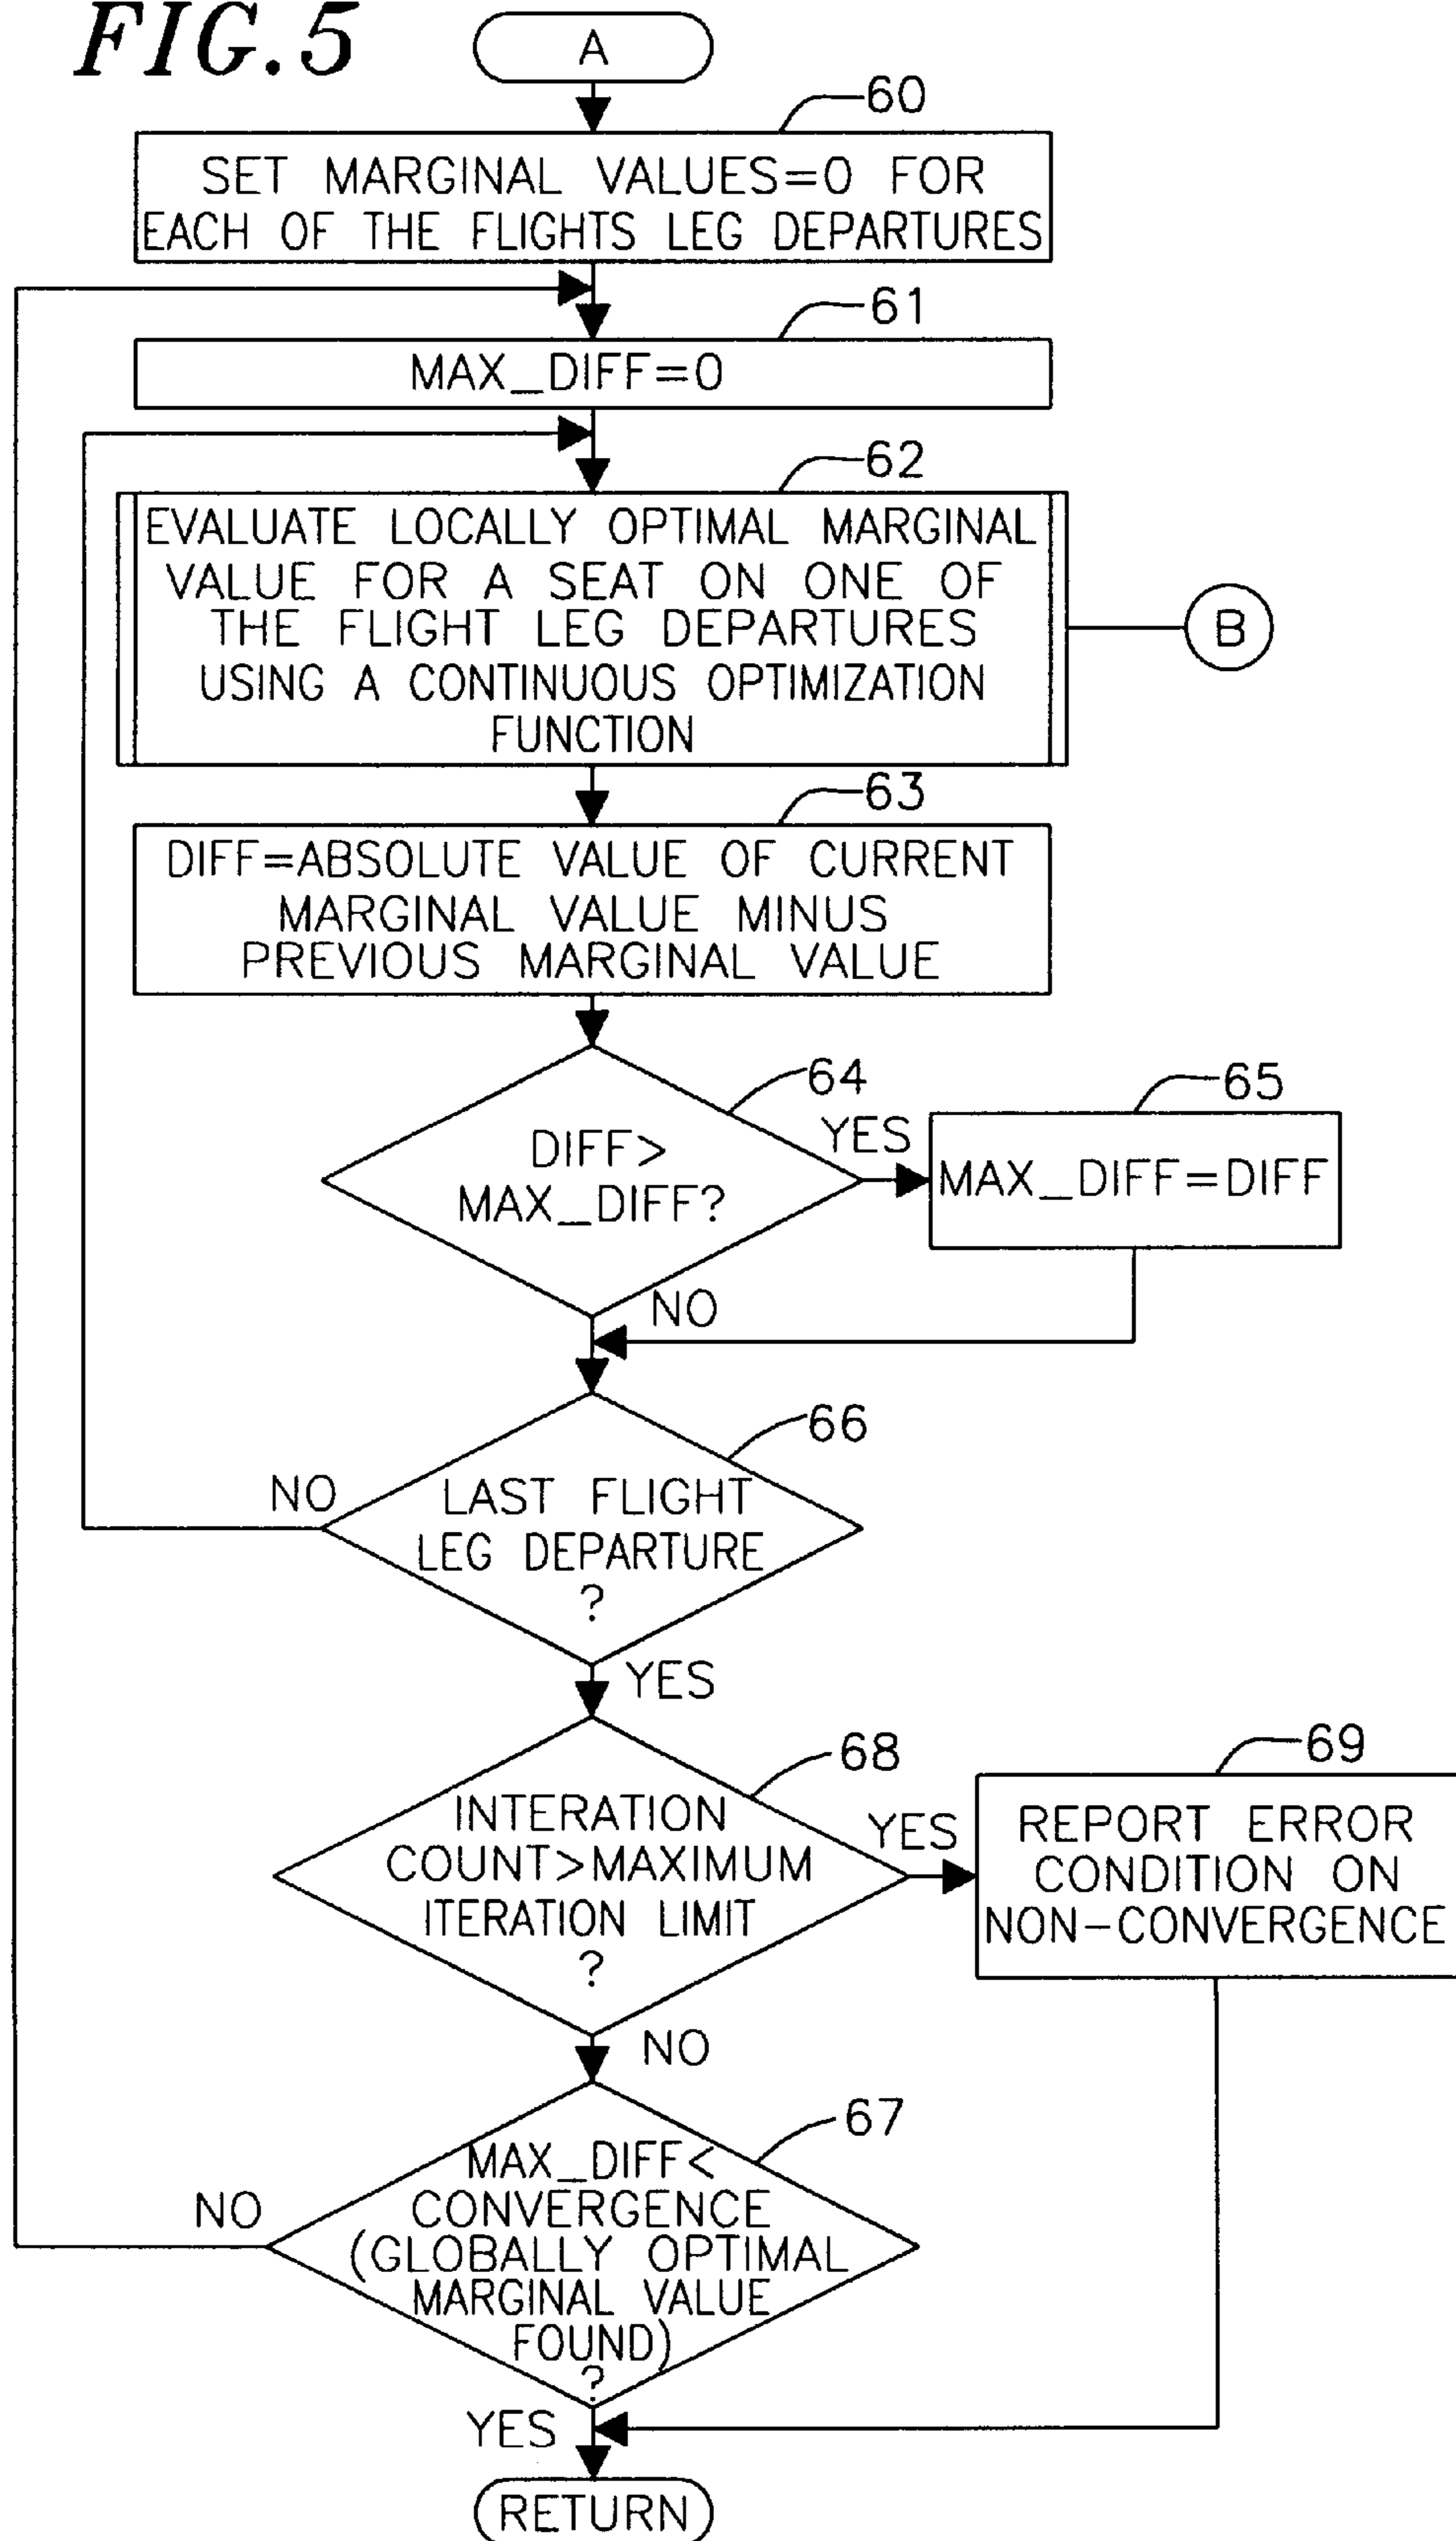 FIG.5
A
60
SET MARGINAL VALUES=0 FOR
EACH OF THE FLIGHTS LEG DEPARTURES
61
MAX_DIFF=0
62
EVALUATE LOCALLY OPTIMAL MARGINAL
VALUE FOR A SEAT ON ONE OF
THE FLIGHT LEG DEPARTURES
USING A CONTINUOUS OPTIMIZATION
FUNCTION
B
63
DIFF=ABSOLUTE VALUE OF CURRENT
MARGINAL VALUE MINUS
PREVIOUS MARGINAL VALUE
64
DIFF>
MAX_DIFF?
YES
65
MAX_DIFF=DIFF
NO
66
LAST FLIGHT
LEG DEPARTURE
?
NO
YES
68
INTERATION
COUNT>MAXIMUM
ITERATION LIMIT
?
YES
69
REPORT ERROR
CONDITION ON
NON-CONVERGENCE
NO
67
MAX_DIFF<
CONVERGENCE
(GLOBALLY OPTIMAL
MARGINAL VALUE
FOUND)
?
NO
YES
RETURN